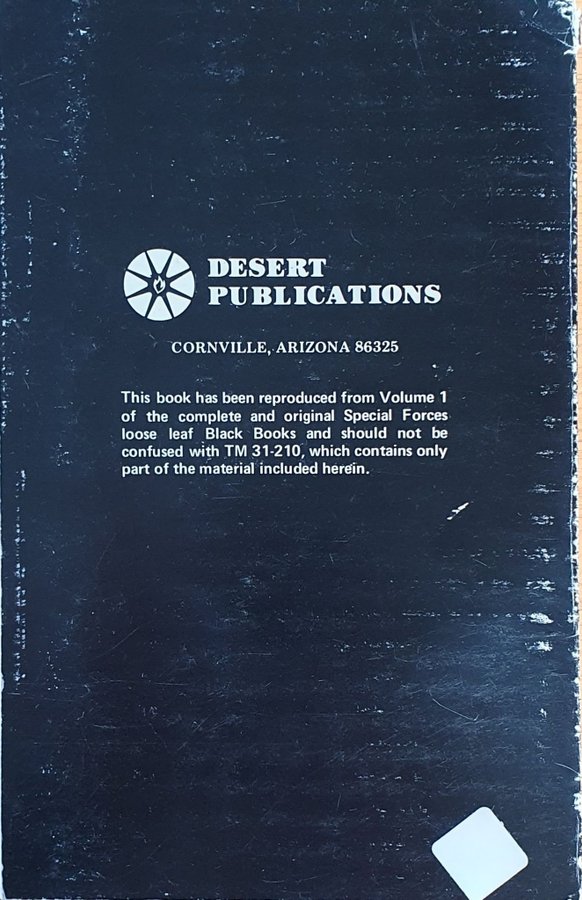 DESERT
PUBLICATIONS
CORNVILLE, ARIZONA 86325
This book has been reproduced from Volume 1
of the complete and original Special Forces
loose leaf Black Books and should not be
confused with TM 31-210, which contains only
part of the material included herein.